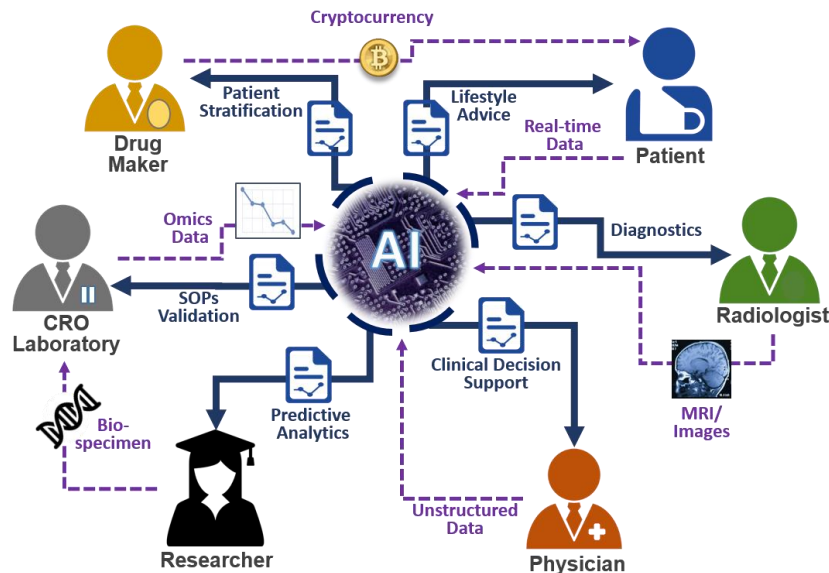 Cryptocurrency
Patient
Stratification
Lifestyle
Advice
Drug
Maker
Real-time
Data
Patient
Omics
Data
AI
Diagnostics
SOPs
Validation
CRO
Laboratory
Radiologist
Clinical Decision
Support
MRI/
Images
Predictive
Analytics
Bio-
specimen
Unstructured
Data
Researcher
Physician